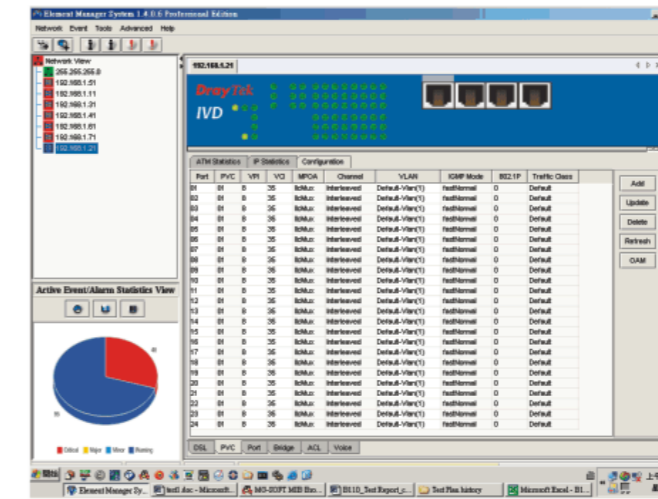 Element Manager System 1.4.0.6 Professional Edition
Network Event Tools Advanced Help
Network View
255.255.255.0
192.168.1.51
192.168.1.11
192.168.1.31
192.168.1.41
192.168.1.61
192.168.1.71
192.168.1.21
192.168.1.21
DrayTek
IVD
ATM Statistics IP Statistics Configuration
Port PVC VPI VCI MPOA Channel VLAN IGMP Mode 802.1P Traffic Class
01 01 8 35 llcMux Interleaved Default-Vlan(1) fastNormal 0 Default
02 01 8 35 llcMux Interleaved Default-Vlan(1) fastNormal 0 Default
03 01 8 35 llcMux Interleaved Default-Vlan(1) fastNormal 0 Default
04 01 8 35 llcMux Interleaved Default-Vlan(1) fastNormal 0 Default
05 01 8 35 llcMux Interleaved Default-Vlan(1) fastNormal 0 Default
06 01 8 35 llcMux Interleaved Default-Vlan(1) fastNormal 0 Default
07 01 8 35 llcMux Interleaved Default-Vlan(1) fastNormal 0 Default
08 01 8 35 llcMux Interleaved Default-Vlan(1) fastNormal 0 Default
09 01 8 35 llcMux Interleaved Default-Vlan(1) fastNormal 0 Default
10 01 8 35 llcMux Interleaved Default-Vlan(1) fastNormal 0 Default
11 01 8 35 llcMux Interleaved Default-Vlan(1) fastNormal 0 Default
12 01 8 35 llcMux Interleaved Default-Vlan(1) fastNormal 0 Default
13 01 8 35 llcMux Interleaved Default-Vlan(1) fastNormal 0 Default
14 01 8 35 llcMux Interleaved Default-Vlan(1) fastNormal 0 Default
15 01 8 35 llcMux Interleaved Default-Vlan(1) fastNormal 0 Default
16 01 8 35 llcMux Interleaved Default-Vlan(1) fastNormal 0 Default
17 01 8 35 llcMux Interleaved Default-Vlan(1) fastNormal 0 Default
18 01 8 35 llcMux Interleaved Default-Vlan(1) fastNormal 0 Default
19 01 8 35 llcMux Interleaved Default-Vlan(1) fastNormal 0 Default
20 01 8 35 llcMux Interleaved Default-Vlan(1) fastNormal 0 Default
21 01 8 35 llcMux Interleaved Default-Vlan(1) fastNormal 0 Default
22 01 8 35 llcMux Interleaved Default-Vlan(1) fastNormal 0 Default
23 01 8 35 llcMux Interleaved Default-Vlan(1) fastNormal 0 Default
24 01 8 35 llcMux Interleaved Default-Vlan(1) fastNormal 0 Default
Add
Update
Delete
Refresh
OAM
Active Event/Alarm Statistics View
Critical Major Minor Running
DSL PVC Port Bridge ACL Voice
開始
Element Manager Sy... test1.doc - Microsoft... MG-SOFT MIB Bro... B110_Test Report_c... Test Plan history Microsoft Excel - B1...